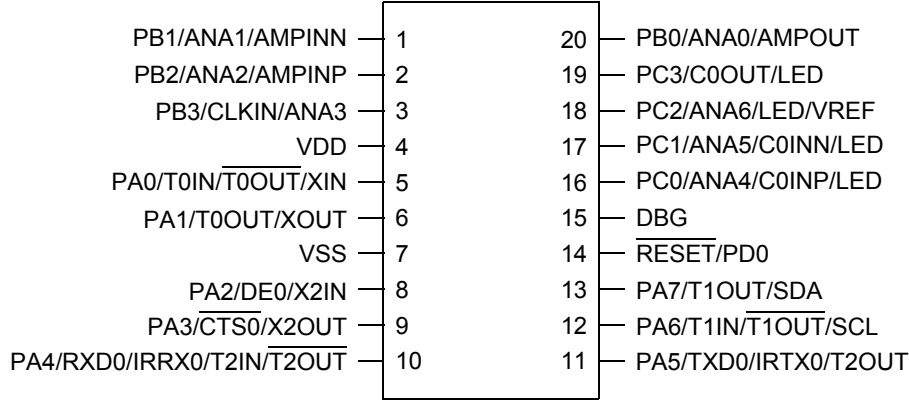 PB1/ANA1/AMPINN 1 20 PB0/ANA0/AMPOUT
PB2/ANA2/AMPINP 2 19 PC3/C0OUT/LED
PB3/CLKIN/ANA3 3 18 PC2/ANA6/LED/VREF
VDD 4 17 PC1/ANA5/C0INN/LED
PA0/T0IN/T0OUT/XIN 5 16 PC0/ANA4/C0INP/LED
PA1/T0OUT/XOUT 6 15 DBG
VSS 7 14 RESET/PD0
PA2/DE0/X2IN 8 13 PA7/T1OUT/SDA
PA3/CTS0/X2OUT 9 12 PA6/T1IN/T1OUT/SCL
PA4/RXD0/IRRX0/T2IN/T2OUT 10 11 PA5/TXD0/IRTX0/T2OUT